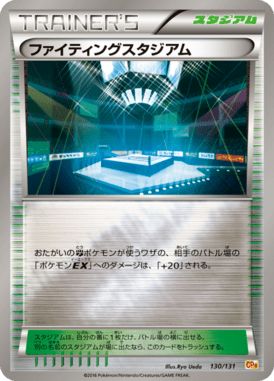 TRAINER'S
スタジアム
ファイティングスタジアム
おたがいの ポケモンが使うワザの、相手のバトル場の
「ポケモンEX」へのダメージは、「+20」される。
スタジアムは、自分の番に1枚だけ、バトル場の横に出せる。
別の名前のスタジアムが場に出たなら、このカードをトラッシュする。
Illus.Ryo Ueda
130/131
CP4
©2016 Pokémon/Nintendo/Creatures/GAME FREAK.